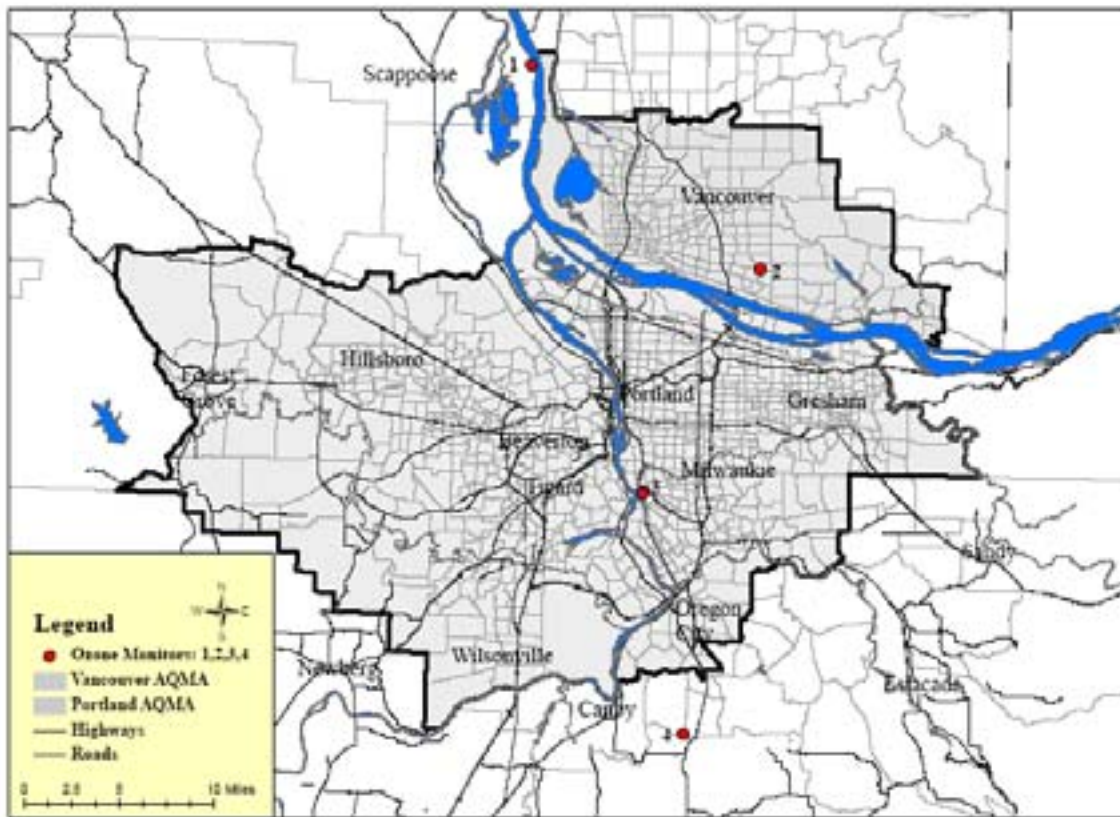 Scappoose
1
Vancouver
2
Hillsboro
Forest
Grove
Portland
Gresham
Beaverton
Milwaukie
Tigard
Sandy
Oregon
City
Wilsonville
Newberg
Estacada
Canby
4
N
W E
S
Legend
Ozone Monitors: 1,2,3,4
Vancouver AQMA
Portland AQMA
Highways
Roads
0 2.5 5 10 Miles